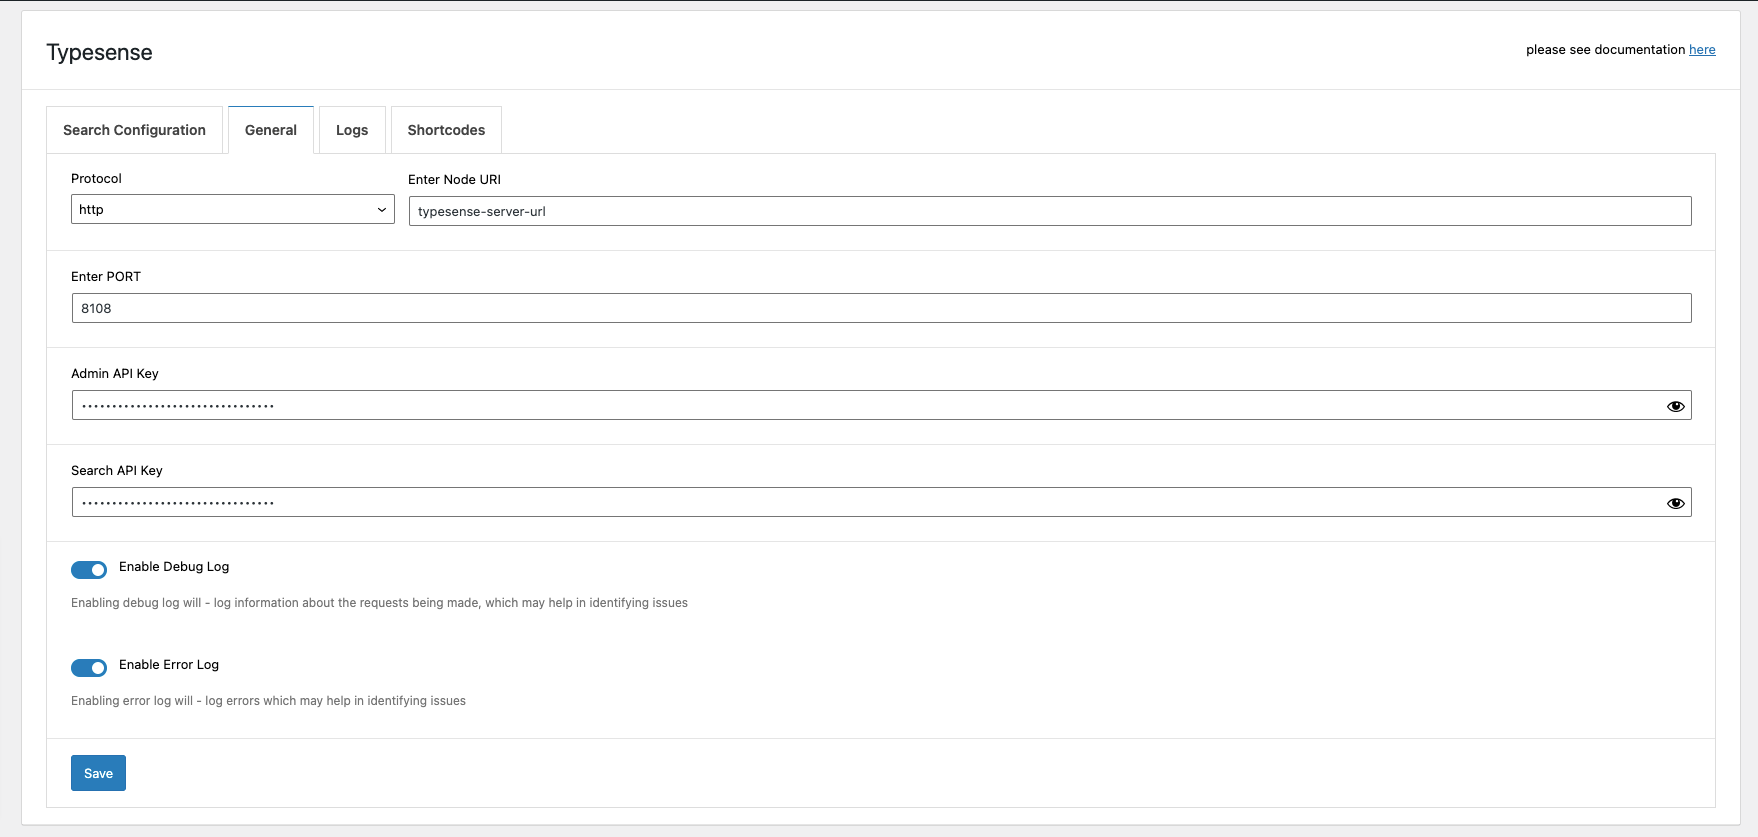 Typesense
please see documentation here
Search Configuration
General
Logs
Shortcodes
Protocol
Enter Node URI
http
typesense-server-url
Enter PORT
8108
Admin API Key
••••••••••••••••••••••••••••••••
Search API Key
••••••••••••••••••••••••••••••••
Enable Debug Log
Enabling debug log will - log information about the requests being made, which may help in identifying issues
Enable Error Log
Enabling error log will - log errors which may help in identifying issues
Save